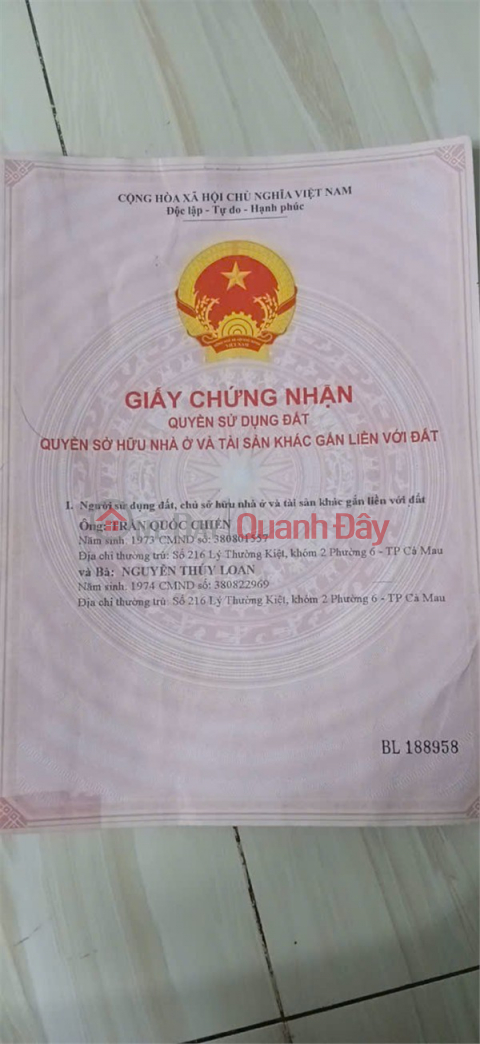 CỘNG HÒA XÃ HỘI CHỦ NGHĨA VIỆT NAM
Độc lập - Tự do - Hạnh phúc
GIẤY CHỨNG NHẬN
QUYỀN SỬ DỤNG ĐẤT
QUYỀN SỞ HỮU NHÀ Ở VÀ TÀI SẢN KHÁC GẮN LIỀN VỚI ĐẤT
I. Người sử dụng đất, chủ sở hữu nhà ở và tài sản khác gắn liền với đất
Ông: TRẦN QUỐC CHIẾN
Quanh Đây
Năm sinh: 1973 CMND số: 380801557
Địa chỉ thường trú: Số 216 Lý Thường Kiệt, khóm 2 Phường 6 - TP Cà Mau
và Bà: NGUYỄN THÚY LOAN
Năm sinh: 1974 CMND số: 380822969
Địa chỉ thường trú: Số 216 Lý Thường Kiệt, khóm 2 Phường 6 - TP Cà Mau
BL 188958